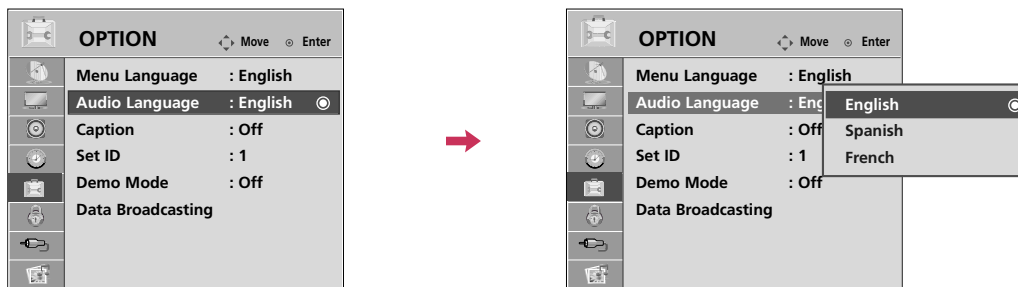 OPTION Move Enter
Menu Language : English
Audio Language : English
Caption : Off
Set ID : 1
Demo Mode : Off
Data Broadcasting
OPTION Move Enter
Menu Language : English
Audio Language : Eng
Caption : Off
Set ID : 1
Demo Mode : Off
Data Broadcasting
English
Spanish
French